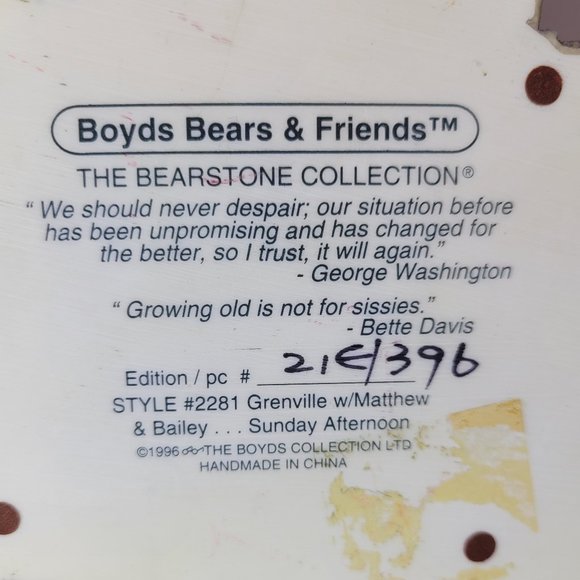 Boyds Bears & Friends™
THE BEARSTONE COLLECTION®
“ We should never despair; our situation before
has been unpromising and has changed for
the better, so I trust, it will again.”
- George Washington
“ Growing old is not for sissies.”
- Bette Davis
Edition / pc # 21E/396
STYLE #2281 Grenville w/Matthew
& Bailey . . . Sunday Afternoon
©1996 THE BOYDS COLLECTION LTD
HANDMADE IN CHINA